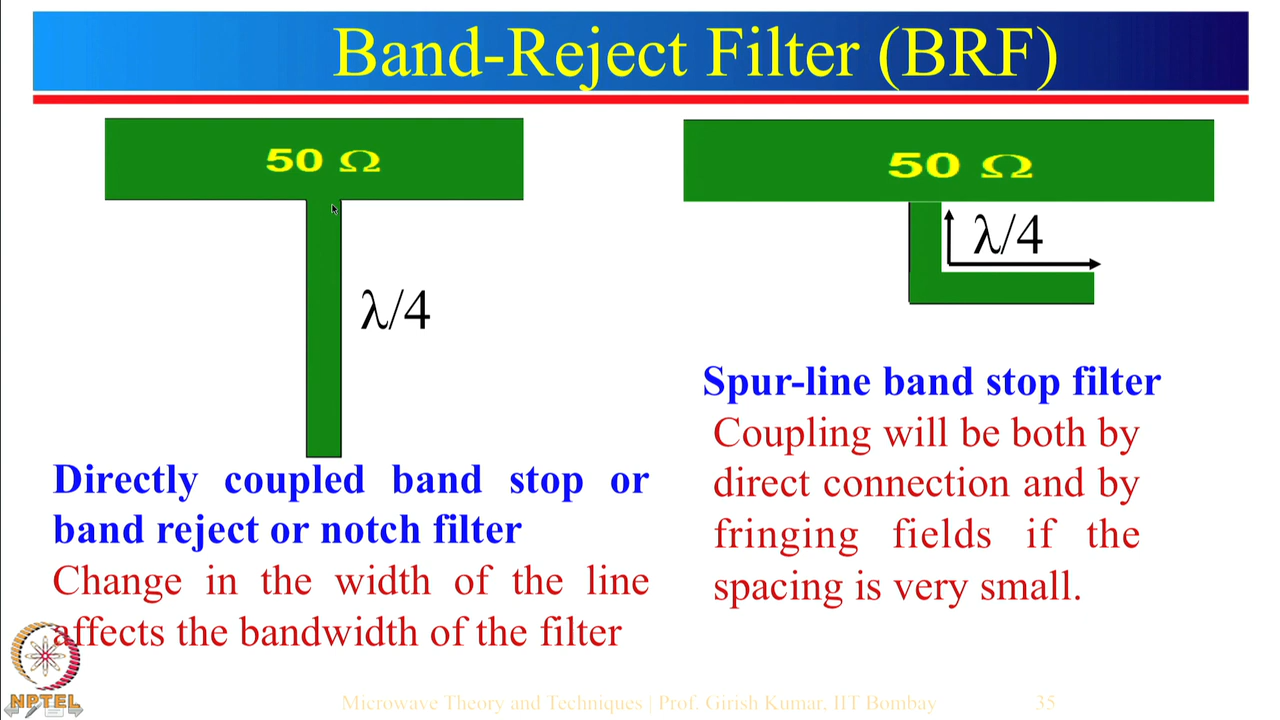 Band-Reject Filter (BRF)
50 Ω
λ/4
Directly coupled band stop or
band reject or notch filter
Change in the width of the line
affects the bandwidth of the filter
50 Ω
λ/4
Spur-line band stop filter
Coupling will be both by
direct connection and by
fringing fields if the
spacing is very small.
NPTEL
Microwave Theory and Techniques | Prof. Girish Kumar, IIT Bombay
35